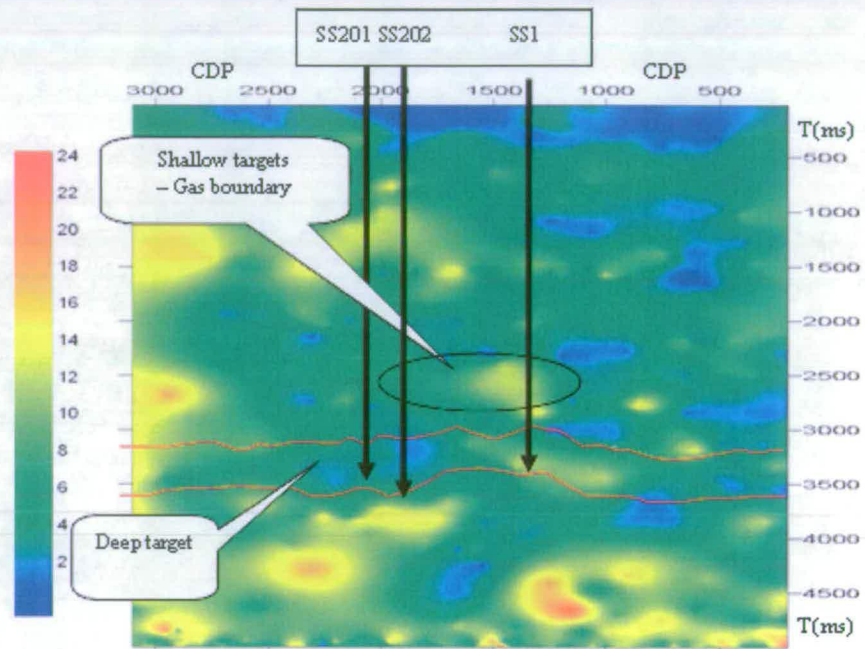 SS201 SS202 SS1
CDP CDP
3000 2500 2000 1500 1000 500
T(ms)
Shallow targets
– Gas boundary
24
22
20
18
16
14
12
10
8
6
4
2
500
1000
1500
2000
2500
3000
3500
4000
4500
Deep target
T(ms)